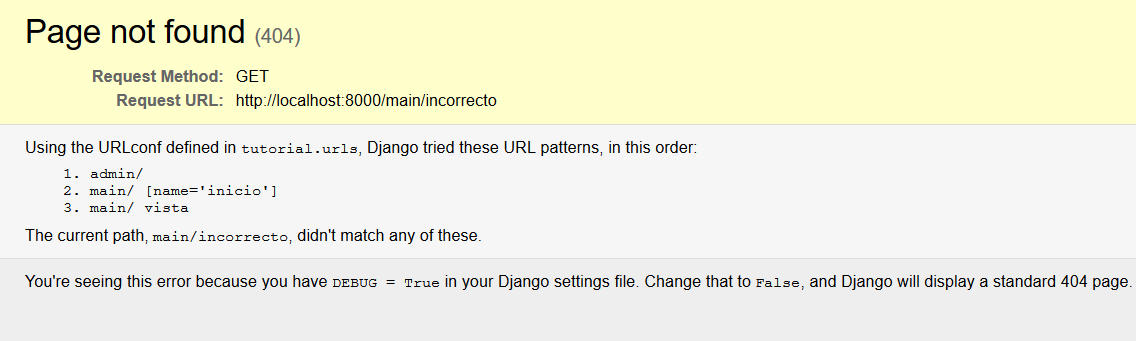 Page not found (404)
Request Method: GET
Request URL: http://localhost:8000/main/incorrecto
Using the URLconf defined in tutorial.urls, Django tried these URL patterns, in this order:
1. admin/
2. main/ [name='inicio']
3. main/ vista
The current path, main/incorrecto, didn't match any of these.
You're seeing this error because you have DEBUG = True in your Django settings file. Change that to False, and Django will display a standard 404 page.